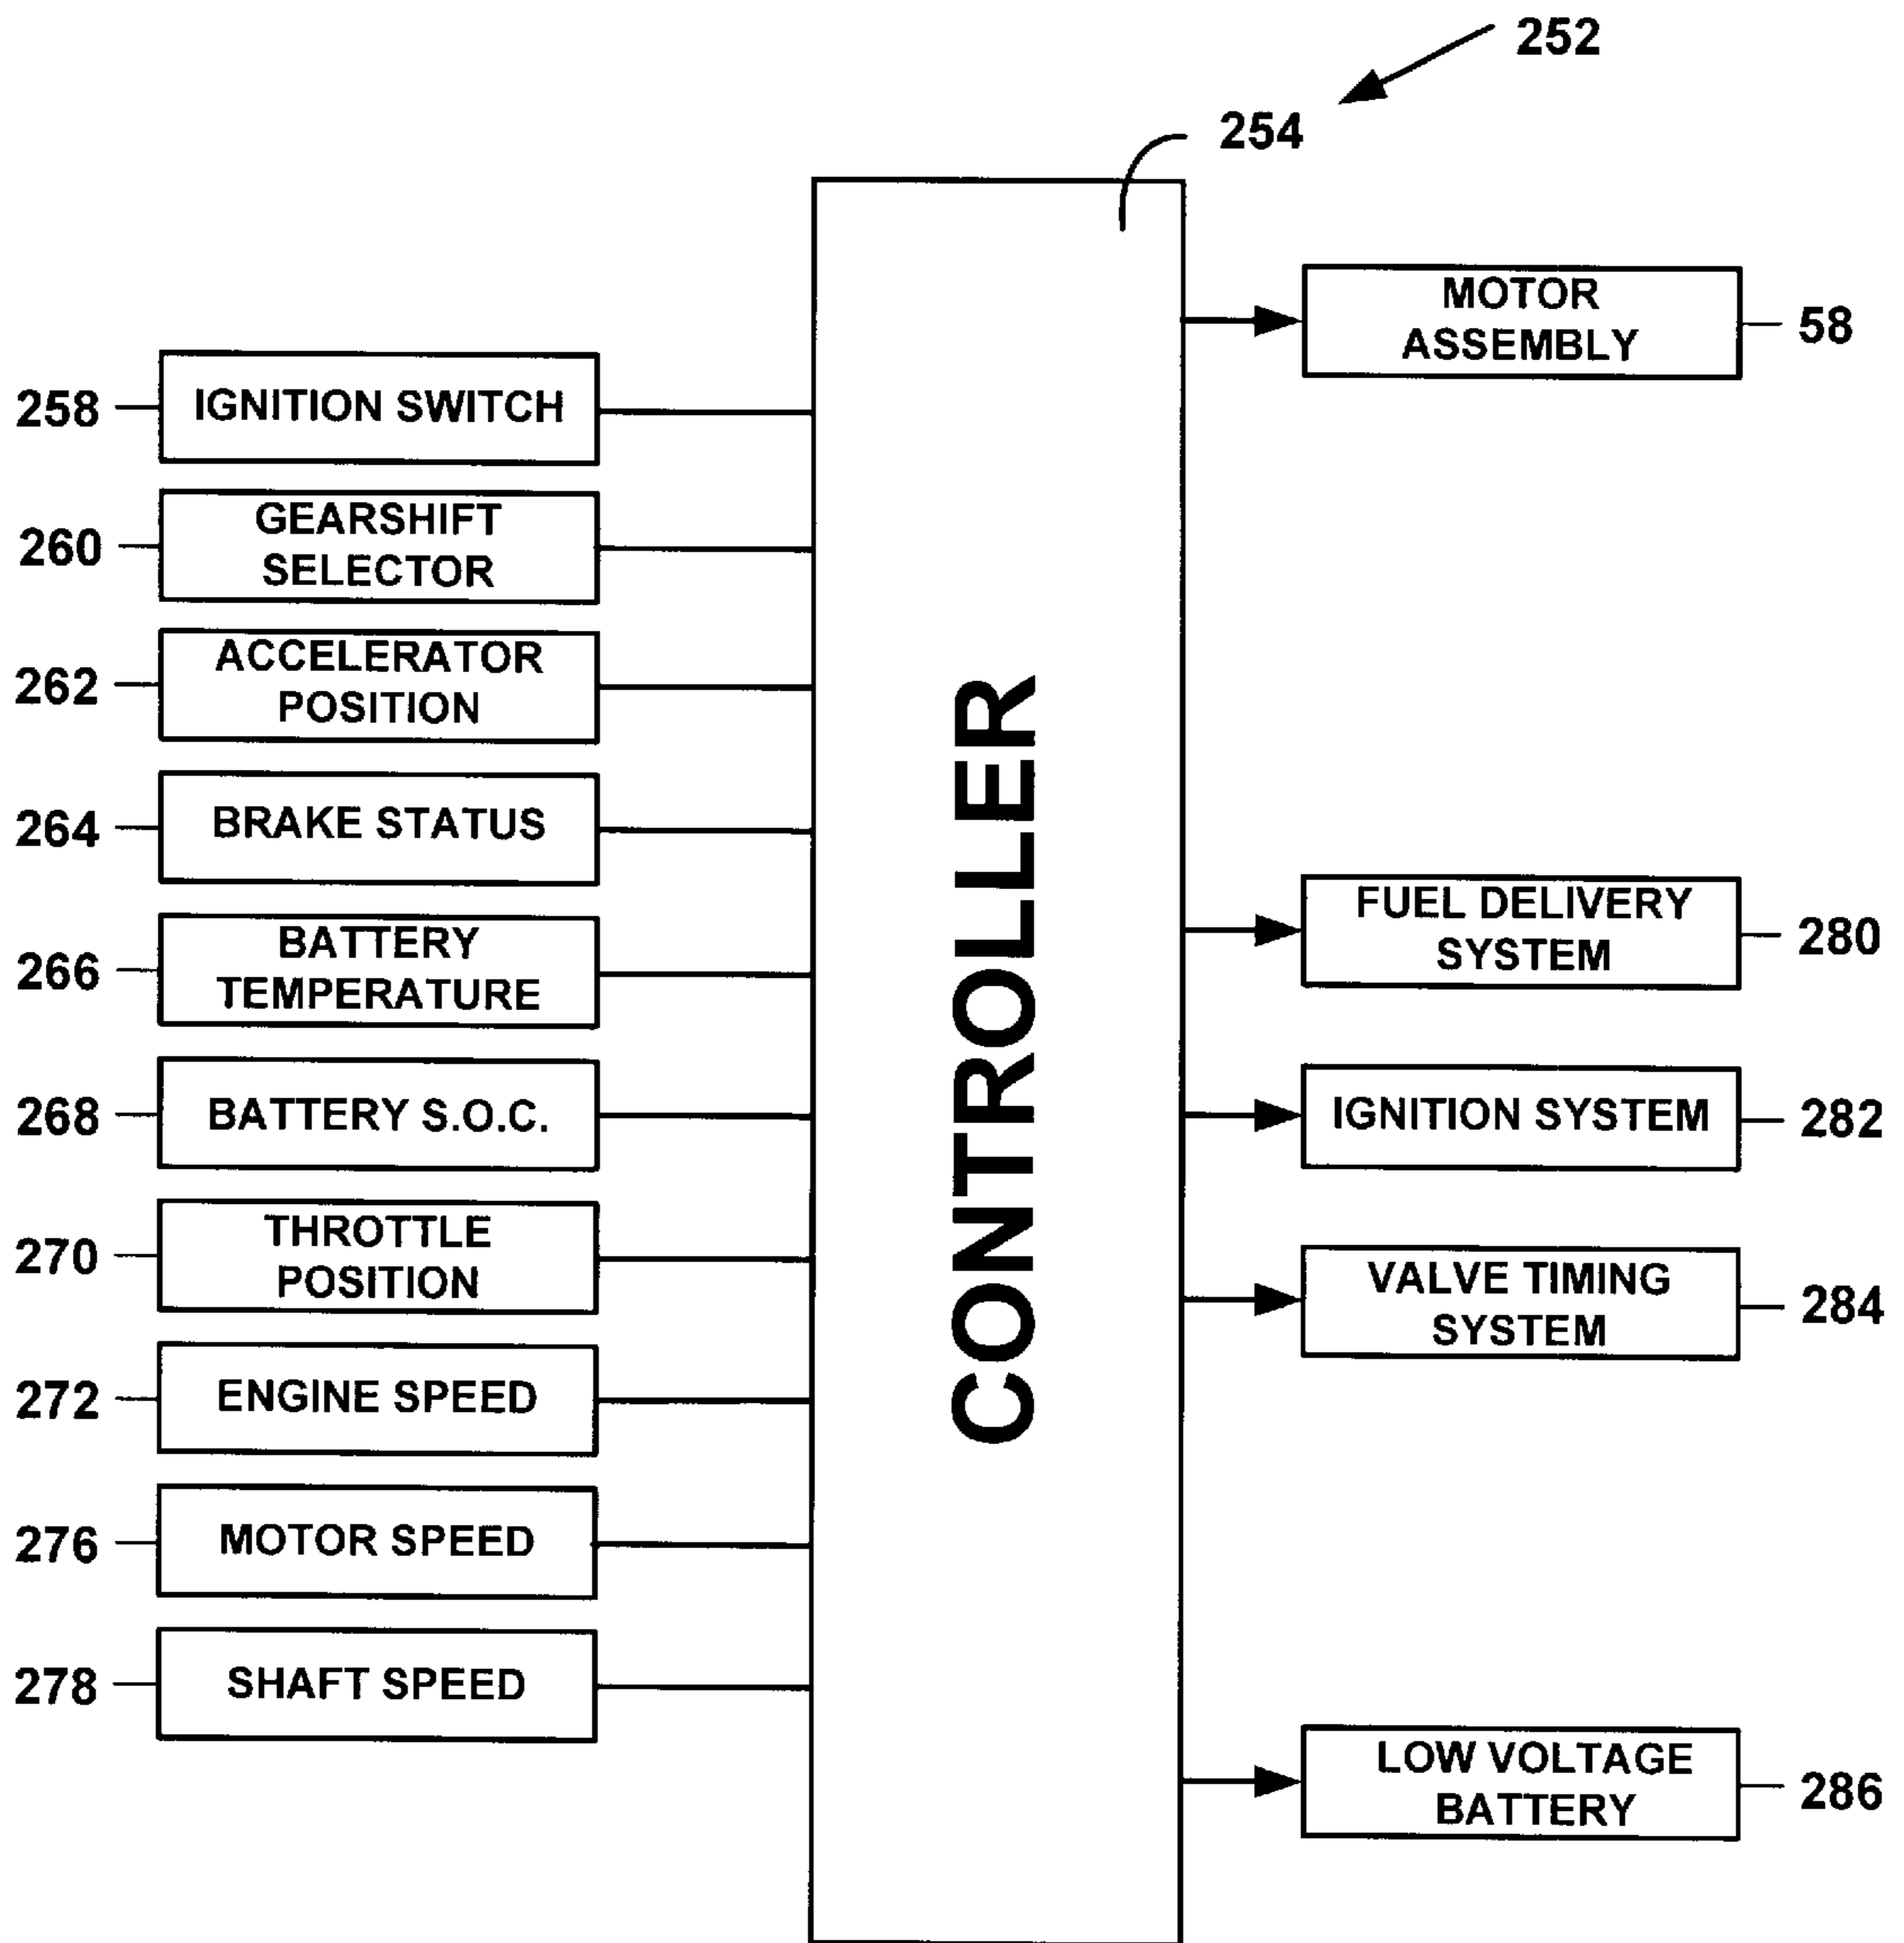 252
254
MOTOR
ASSEMBLY
58
258
IGNITION SWITCH
260
GEARSHIFT
SELECTOR
262
ACCELERATOR
POSITION
264
BRAKE STATUS
266
BATTERY
TEMPERATURE
268
BATTERY S.O.C.
270
THROTTLE
POSITION
272
ENGINE SPEED
276
MOTOR SPEED
278
SHAFT SPEED
CONTROLLER
FUEL DELIVERY
SYSTEM
280
IGNITION SYSTEM
282
VALVE TIMING
SYSTEM
284
LOW VOLTAGE
BATTERY
286